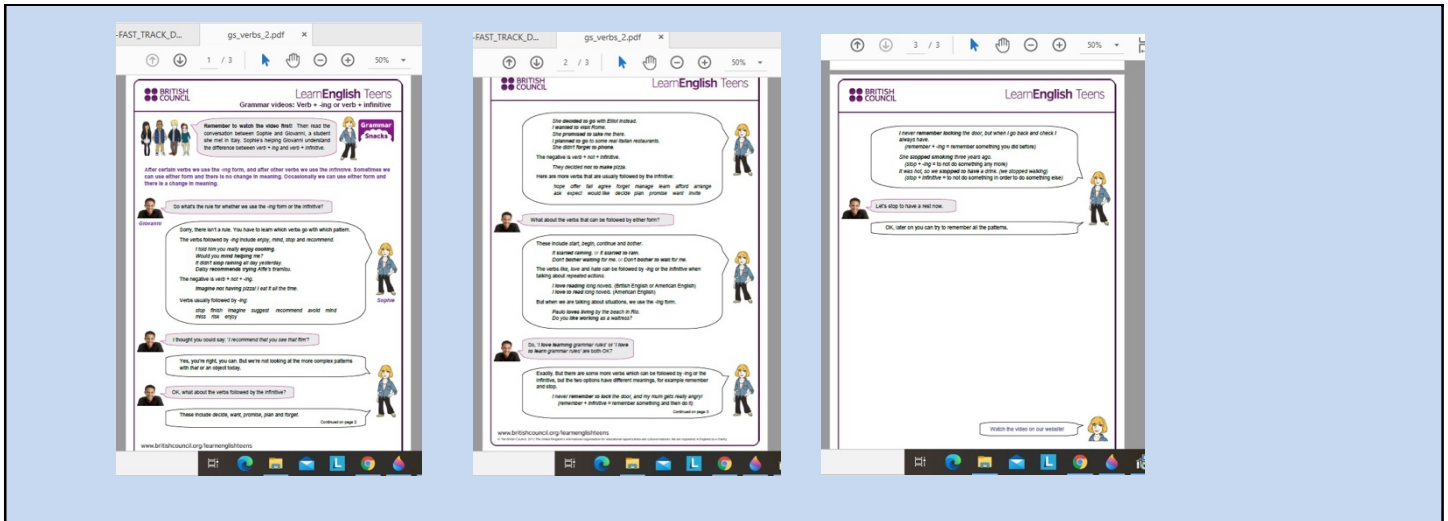 -FAST_TRACK_D...
gs_verbs_2.pdf ×
1 / 3
50%
BRITISH
COUNCIL
LearnEnglish Teens
Grammar videos: Verb + -ing or verb + infinitive
Remember to watch the video first! Then read the
conversation between Sophie and Giovanni, a student
she met in Italy. Sophie's helping Giovanni understand
the difference between verb + ing and verb + infinitive.
Grammar
Snacks
After certain verbs we use the -ing form, and after other verbs we use the infinitive. Sometimes we
can use either form and there is no change in meaning. Occasionally we can use either form and
there is a change in meaning.
So what's the rule for whether we use the -ing form or the infinitive?
Giovanni
Sorry, there isn't a rule. You have to learn which verbs go with which pattern.
The verbs followed by -ing include enjoy, mind, stop and recommend.
I told him you really enjoy cooking.
Would you mind helping me?
It didn't stop raining all day yesterday.
Daisy recommends trying Alfie's tiramisu.
The negative is verb + not + -ing.
Imagine not having pizza! I eat it all the time.
Verbs usually followed by -ing:
stop finish imagine suggest recommend avoid mind
miss risk enjoy
Sophie
I thought you could say: 'I recommend that you see that film'?
Yes, you're right, you can. But we're not looking at the more complex patterns
with that or an object today.
OK, what about the verbs followed by the infinitive?
These include decide, want, promise, plan and forget.
Continued on page 2
www.britishcouncil.org/learnenglishteens
-FAST_TRACK_D...
gs_verbs_2.pdf ×
2 / 3
50%
BRITISH
COUNCIL
LearnEnglish Teens
She decided to go with Elliot instead.
I wanted to visit Rome.
She promised to take me there.
I planned to go to some real Italian restaurants.
She didn't forget to phone.
The negative is verb + not + infinitive.
They decided not to make pizza.
Here are more verbs that are usually followed by the infinitive:
hope offer fail agree forget manage learn afford arrange
ask expect would like decide plan promise want invite
What about the verbs that can be followed by either form?
These include start, begin, continue and bother.
It started raining. or It started to rain.
Don't bother waiting for me. or Don't bother to wait for me.
The verbs like, love and hate can be followed by -ing or the infinitive when
talking about repeated actions.
I love reading long novels. (British English or American English)
I love to read long novels. (American English)
But when we are talking about situations, we use the -ing form.
Paulo loves living by the beach in Rio.
Do you like working as a waitress?
So, 'I love learning grammar rules' or 'I love
to learn grammar rules' are both OK?
Exactly. But there are some more verbs which can be followed by -ing or the
infinitive, but the two options have different meanings, for example remember
and stop.
I never remember to lock the door, and my mum gets really angry!
(remember + infinitive = remember something and then do it)
Continued on page 3
www.britishcouncil.org/learnenglishteens
3 / 3
50%
BRITISH
COUNCIL
LearnEnglish Teens
I never remember locking the door, but when I go back and check I
always have.
(remember + -ing = remember something you did before)
She stopped smoking three years ago.
(stop + -ing = to not do something any more)
It was hot, so we stopped to have a drink. (we stopped walking)
(stop + infinitive = to not do something in order to do something else)
Let's stop to have a rest now.
OK, later on you can try to remember all the patterns.
Watch the video on our website!